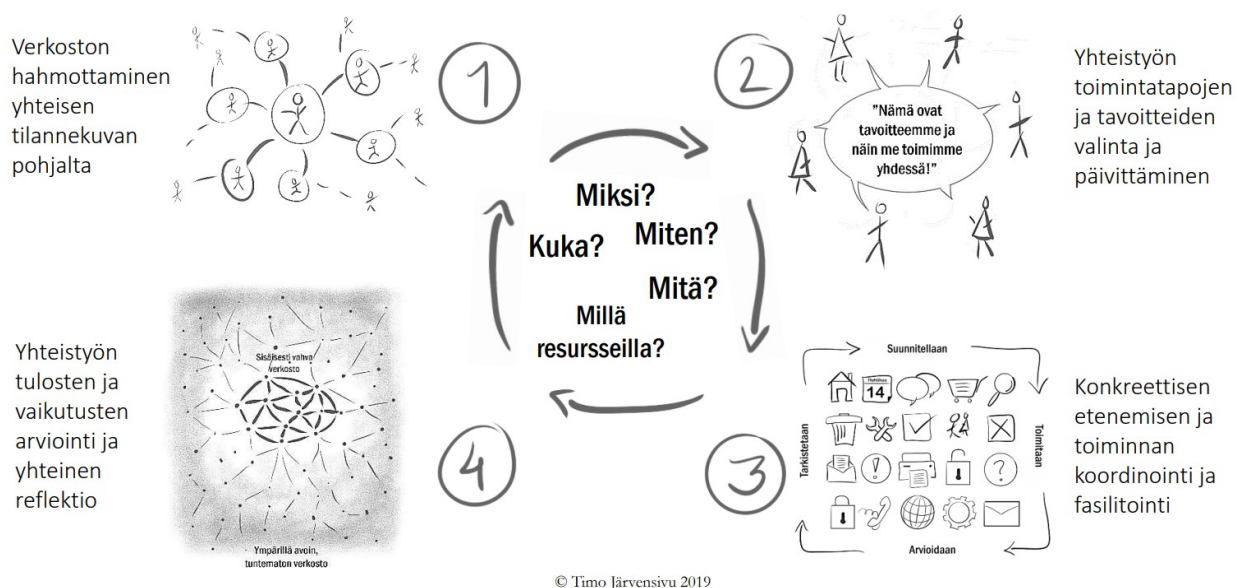 Verkoston
hahmottaminen
yhteisen
tilannekuvan
pohjalta
1
2
"Nämä ovat
tavoitteemme ja
näin me toimimme
yhdessä!"
Yhteistyön
toimintatapojen
ja tavoitteiden
valinta ja
päivittäminen
Miksi?
Kuka?
Miten?
Mitä?
Millä
resursseilla?
Yhteistyön
tulosten ja
vaikutusten
arviointi ja
yhteinen
reflektio
Sisäisesti vahva
verkosto
Ympärillä avoin,
tuntematon verkosto
4
3
Suunnitellaan
Toimitaan
Arvioidaan
Tarkistetaan
14
!
?
Konkreettisen
etenemisen ja
toiminnan
koordinointi ja
fasilitointi
© Timo Järvensivu 2019